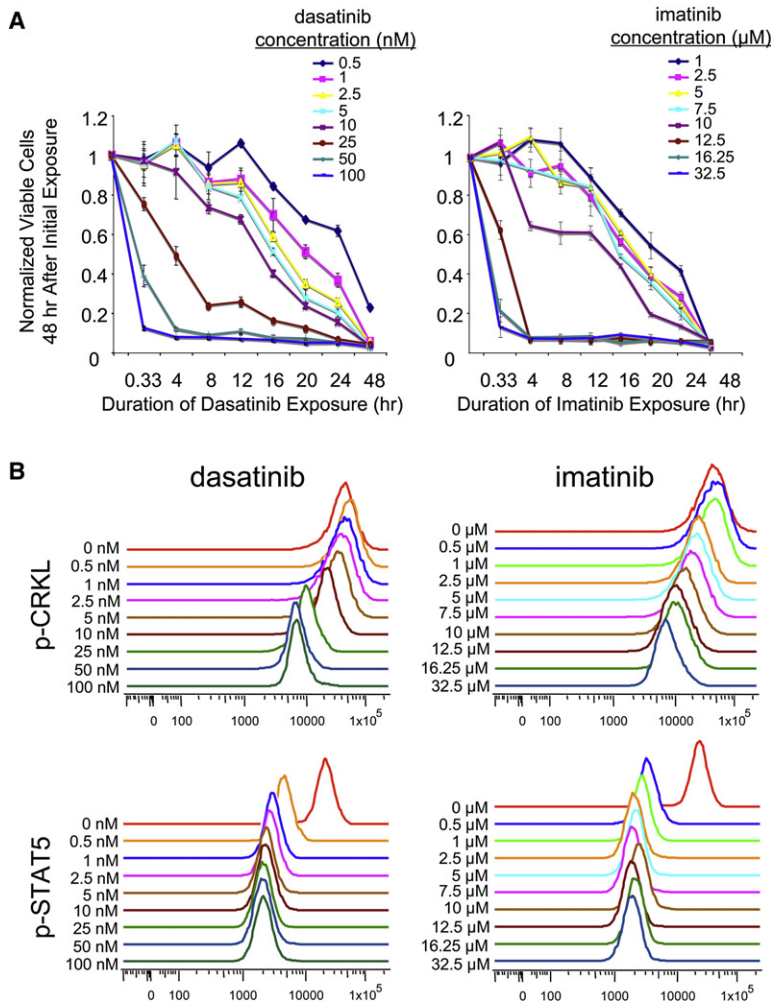 A
dasatinib
concentration (nM)
0.5
1
2.5
5
10
25
50
100
imatinib
concentration (µM)
1
2.5
5
7.5
10
12.5
16.25
32.5
Normalized Viable Cells
48 hr After Initial Exposure
1.2
1
0.8
0.6
0.4
0.2
0
0.33 4 8 12 16 20 24 48
Duration of Dasatinib Exposure (hr)
1.2
1
0.8
0.6
0.4
0.2
0
0.33 4 8 12 16 20 24 48
Duration of Imatinib Exposure (hr)
B
dasatinib
imatinib
p-CRKL
0 nM
0.5 nM
1 nM
2.5 nM
5 nM
10 nM
25 nM
50 nM
100 nM
0 100 1000 10000 1x10⁵
0 µM
0.5 µM
1 µM
2.5 µM
5 µM
7.5 µM
10 µM
12.5 µM
16.25 µM
32.5 µM
0 100 1000 10000 1x10⁵
p-STAT5
0 nM
0.5 nM
1 nM
2.5 nM
5 nM
10 nM
25 nM
50 nM
100 nM
0 100 1000 10000 1x10⁵
0 µM
0.5 µM
1 µM
2.5 µM
5 µM
7.5 µM
10 µM
12.5 µM
16.25 µM
32.5 µM
0 100 1000 10000 1x10⁵